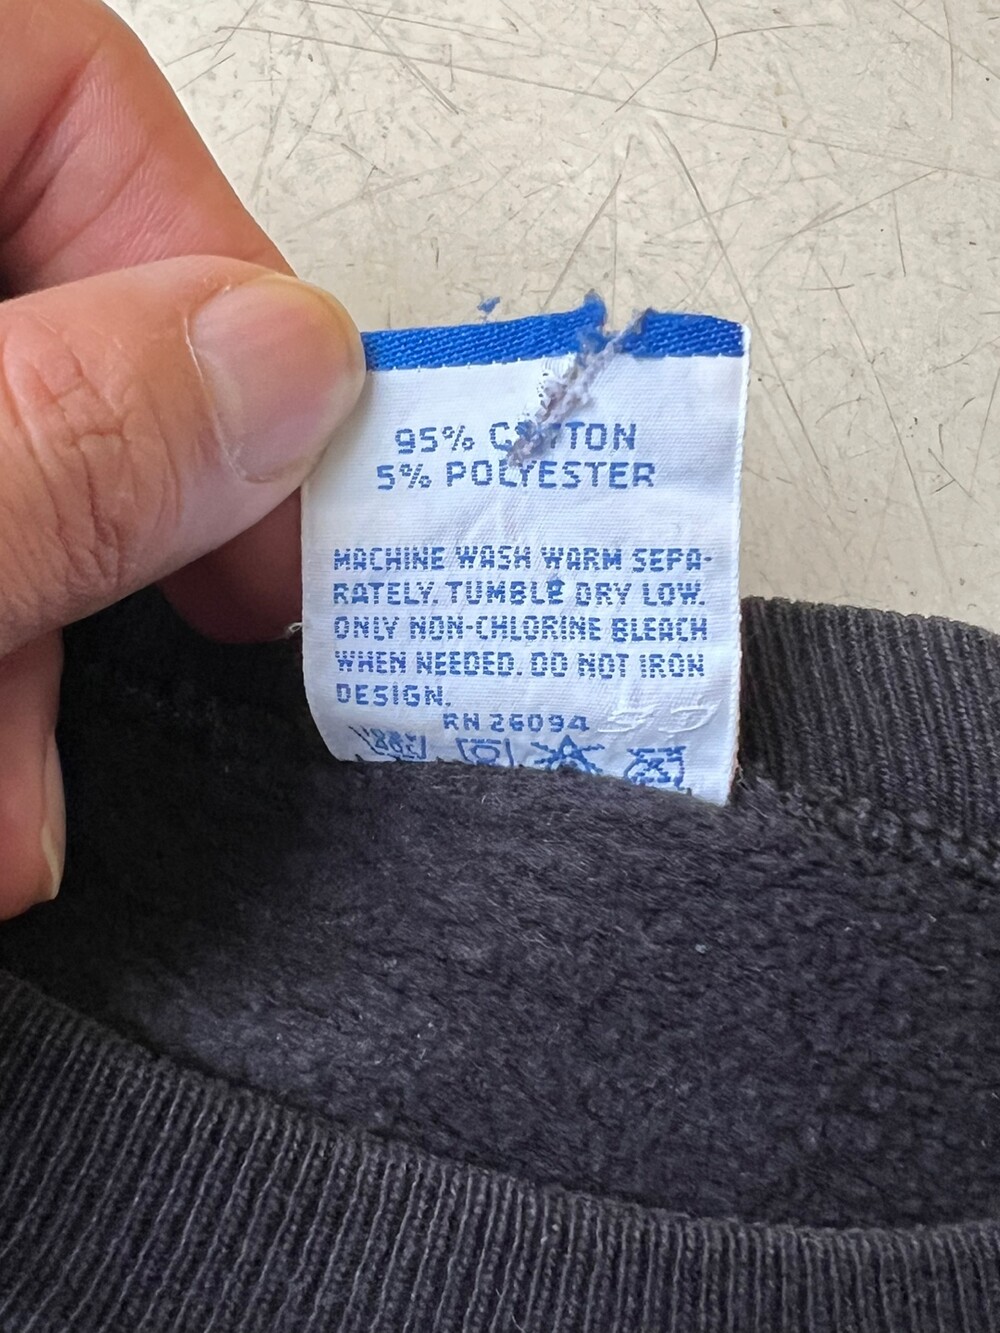 95% COTTON
5% POLYESTER
MACHINE WASH WARM SEPA-
RATELY. TUMBLE DRY LOW.
ONLY NON-CHLORINE BLEACH
WHEN NEEDED. DO NOT IRON
DESIGN.
RN 26094